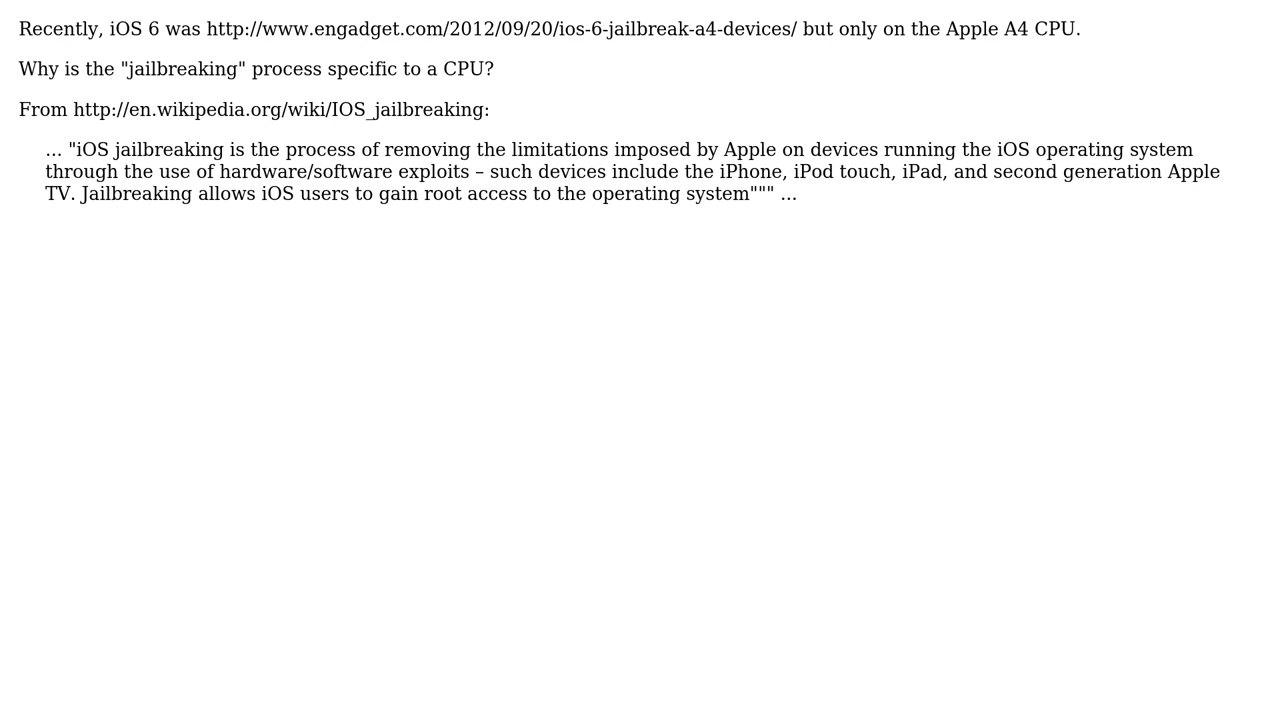 Recently, iOS 6 was http://www.engadget.com/2012/09/20/ios-6-jailbreak-a4-devices/ but only on the Apple A4 CPU.
Why is the "jailbreaking" process specific to a CPU?
From http://en.wikipedia.org/wiki/IOS_jailbreaking:
... "iOS jailbreaking is the process of removing the limitations imposed by Apple on devices running the iOS operating system
through the use of hardware/software exploits – such devices include the iPhone, iPod touch, iPad, and second generation Apple
TV. Jailbreaking allows iOS users to gain root access to the operating system""" ...